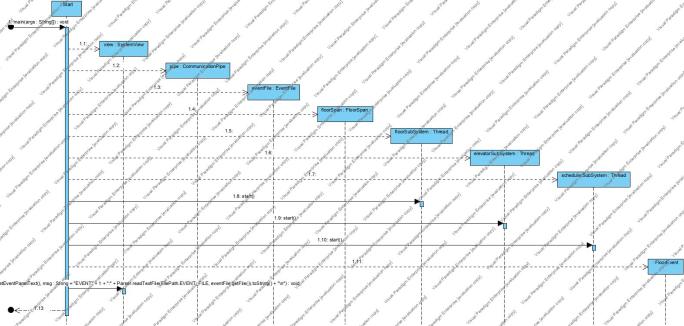 : Start
1: main(args : String[]) : void
1.1:
view : SystemView
1.2:
pipe : CommunicationPipe
1.3:
eventFile : EventFile
1.4:
floorSpan : FloorSpan
1.5:
floorSubSystem : Thread
1.6:
elevatorSubSystem : Thread
1.7:
schedulerSubSystem : Thread
1.8: start()
1.9: start()
1.10: start()
1.11:
FloorEvent
msg : String = "EVENT:" + 1 + ":" + Parser.readTextFile(FilePath.EVENT_FILE, eventFile.getFile().toString() + "\n") : void
1.13:
Visual Paradigm Enterprise [evaluation copy]